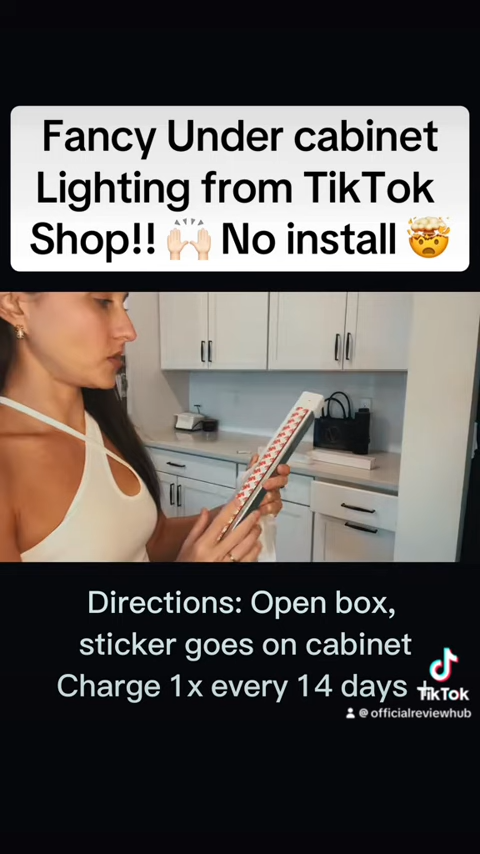 Fancy Under cabinet
Lighting from TikTok
Shop!! 🙌🏻 No install 🤯
Directions: Open box,
sticker goes on cabinet
Charge 1x every 14 days
TikTok
@officialreviewhub